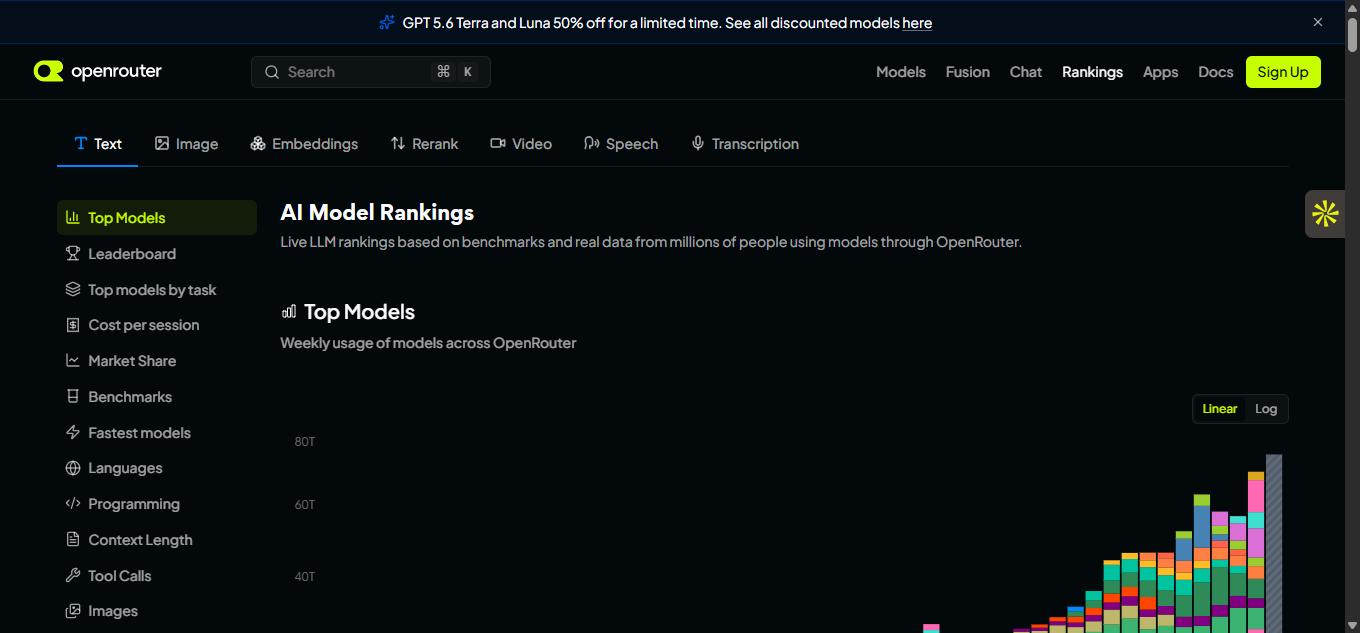 GPT 5.6 Terra and Luna 50% off for a limited time. See all discounted models here
openrouter
Search ⌘ K
Models Fusion Chat Rankings Apps Docs Sign Up
Text Image Embeddings Rerank Video Speech Transcription
Top Models
Leaderboard
Top models by task
Cost per session
Market Share
Benchmarks
Fastest models
Languages
Programming
Context Length
Tool Calls
Images
AI Model Rankings
Live LLM rankings based on benchmarks and real data from millions of people using models through OpenRouter.
Top Models
Weekly usage of models across OpenRouter
Linear Log
80T
60T
40T